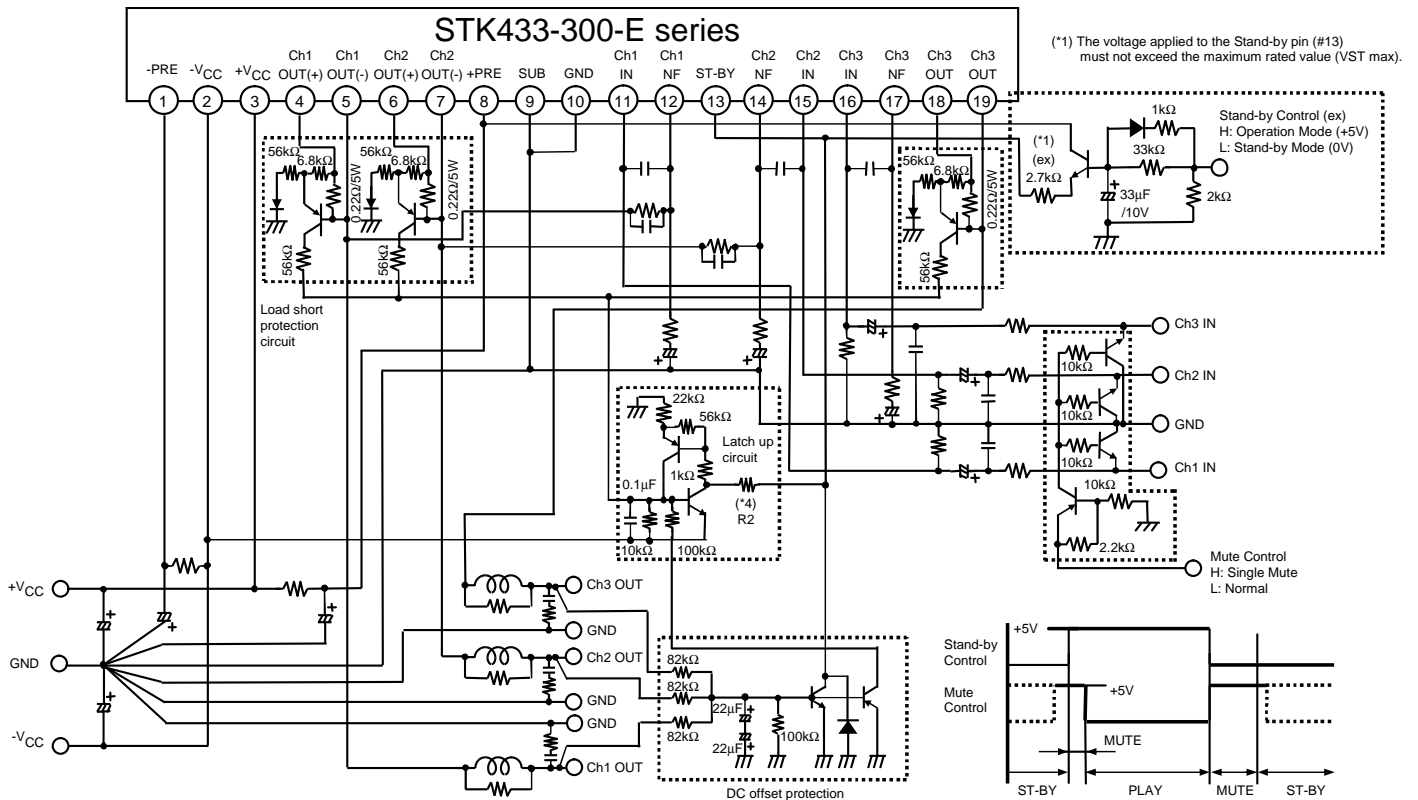 STK433-300-E series
-PRE
-VCC
+VCC
Ch1
OUT(+)
Ch1
OUT(-)
Ch2
OUT(+)
Ch2
OUT(-)
+PRE
SUB
GND
Ch1
IN
Ch1
NF
ST-BY
Ch2
NF
Ch2
IN
Ch3
IN
Ch3
NF
Ch3
OUT
Ch3
OUT
1
2
3
4
5
6
7
8
9
10
11
12
13
14
15
16
17
18
19
(*1) The voltage applied to the Stand-by pin (#13)
must not exceed the maximum rated value (VST max).
56kΩ
6.8kΩ
0.22Ω/5W
56kΩ
56kΩ
6.8kΩ
0.22Ω/5W
56kΩ
Load short
protection
circuit
56kΩ
6.8kΩ
0.22Ω/5W
56kΩ
(*1)
(ex)
2.7kΩ
1kΩ
33kΩ
33µF
/10V
2kΩ
Stand-by Control (ex)
H: Operation Mode (+5V)
L: Stand-by Mode (0V)
22kΩ
56kΩ
Latch up
circuit
1kΩ
0.1µF
(*4)
R2
10kΩ
100kΩ
Ch3 IN
10kΩ
Ch2 IN
10kΩ
GND
10kΩ
Ch1 IN
10kΩ
2.2kΩ
Mute Control
H: Single Mute
L: Normal
+VCC
GND
-VCC
Ch3 OUT
GND
Ch2 OUT
GND
GND
Ch1 OUT
82kΩ
82kΩ
82kΩ
22µF
22µF
100kΩ
DC offset protection
Stand-by
Control
+5V
Mute
Control
+5V
MUTE
ST-BY
PLAY
MUTE
ST-BY